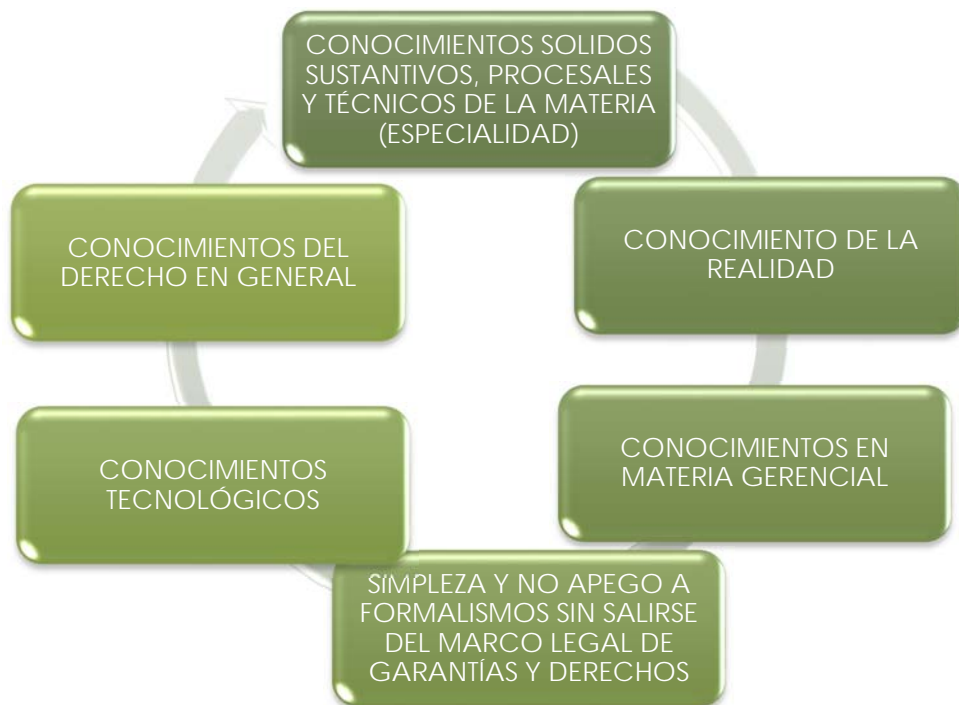 CONOCIMIENTOS SOLIDOS
SUSTANTIVOS, PROCESALES
Y TÉCNICOS DE LA MATERIA
(ESPECIALIDAD)
CONOCIMIENTO DE LA
REALIDAD
CONOCIMIENTOS EN
MATERIA GERENCIAL
SIMPLEZA Y NO APEGO A
FORMALISMOS SIN SALIRSE
DEL MARCO LEGAL DE
GARANTÍAS Y DERECHOS
CONOCIMIENTOS
TECNOLÓGICOS
CONOCIMIENTOS DEL
DERECHO EN GENERAL